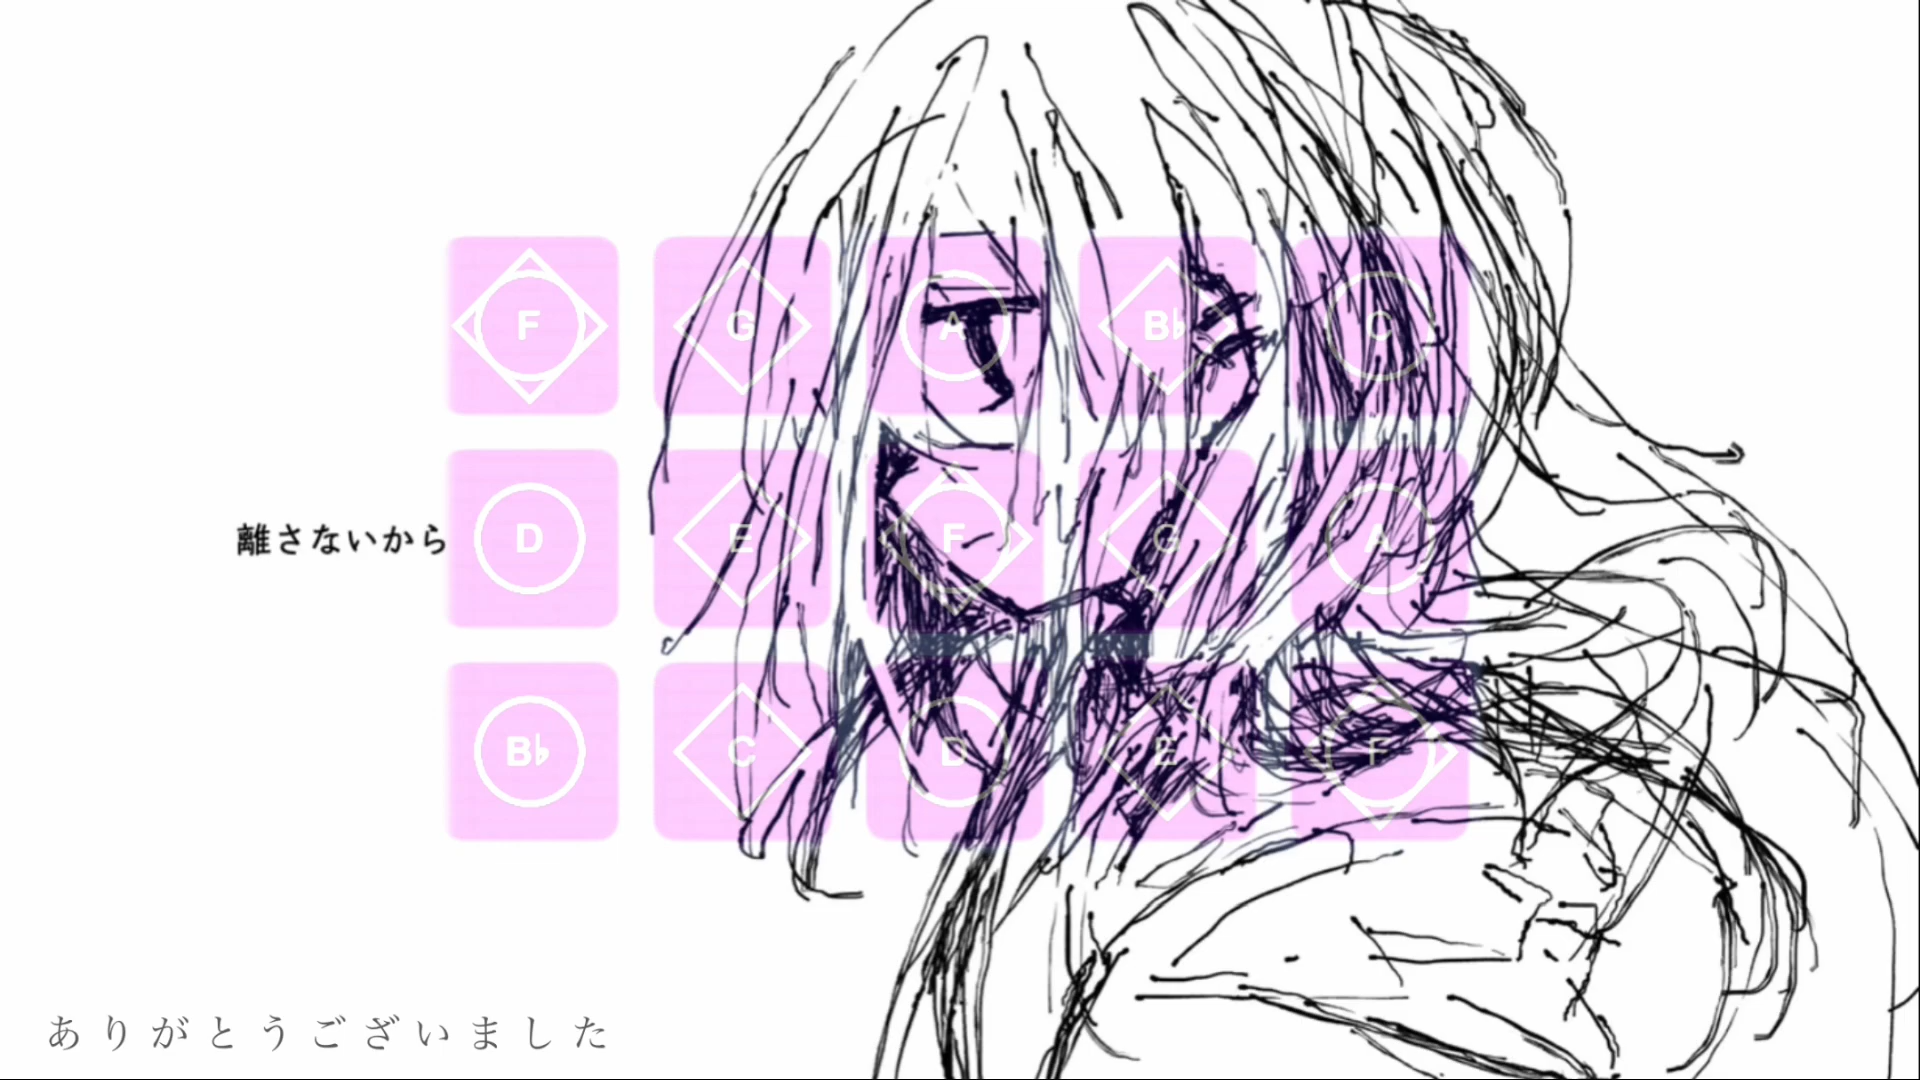 F G A B♭ C
離さないから
D E F G A
B♭ C D E F
ありがとうございました